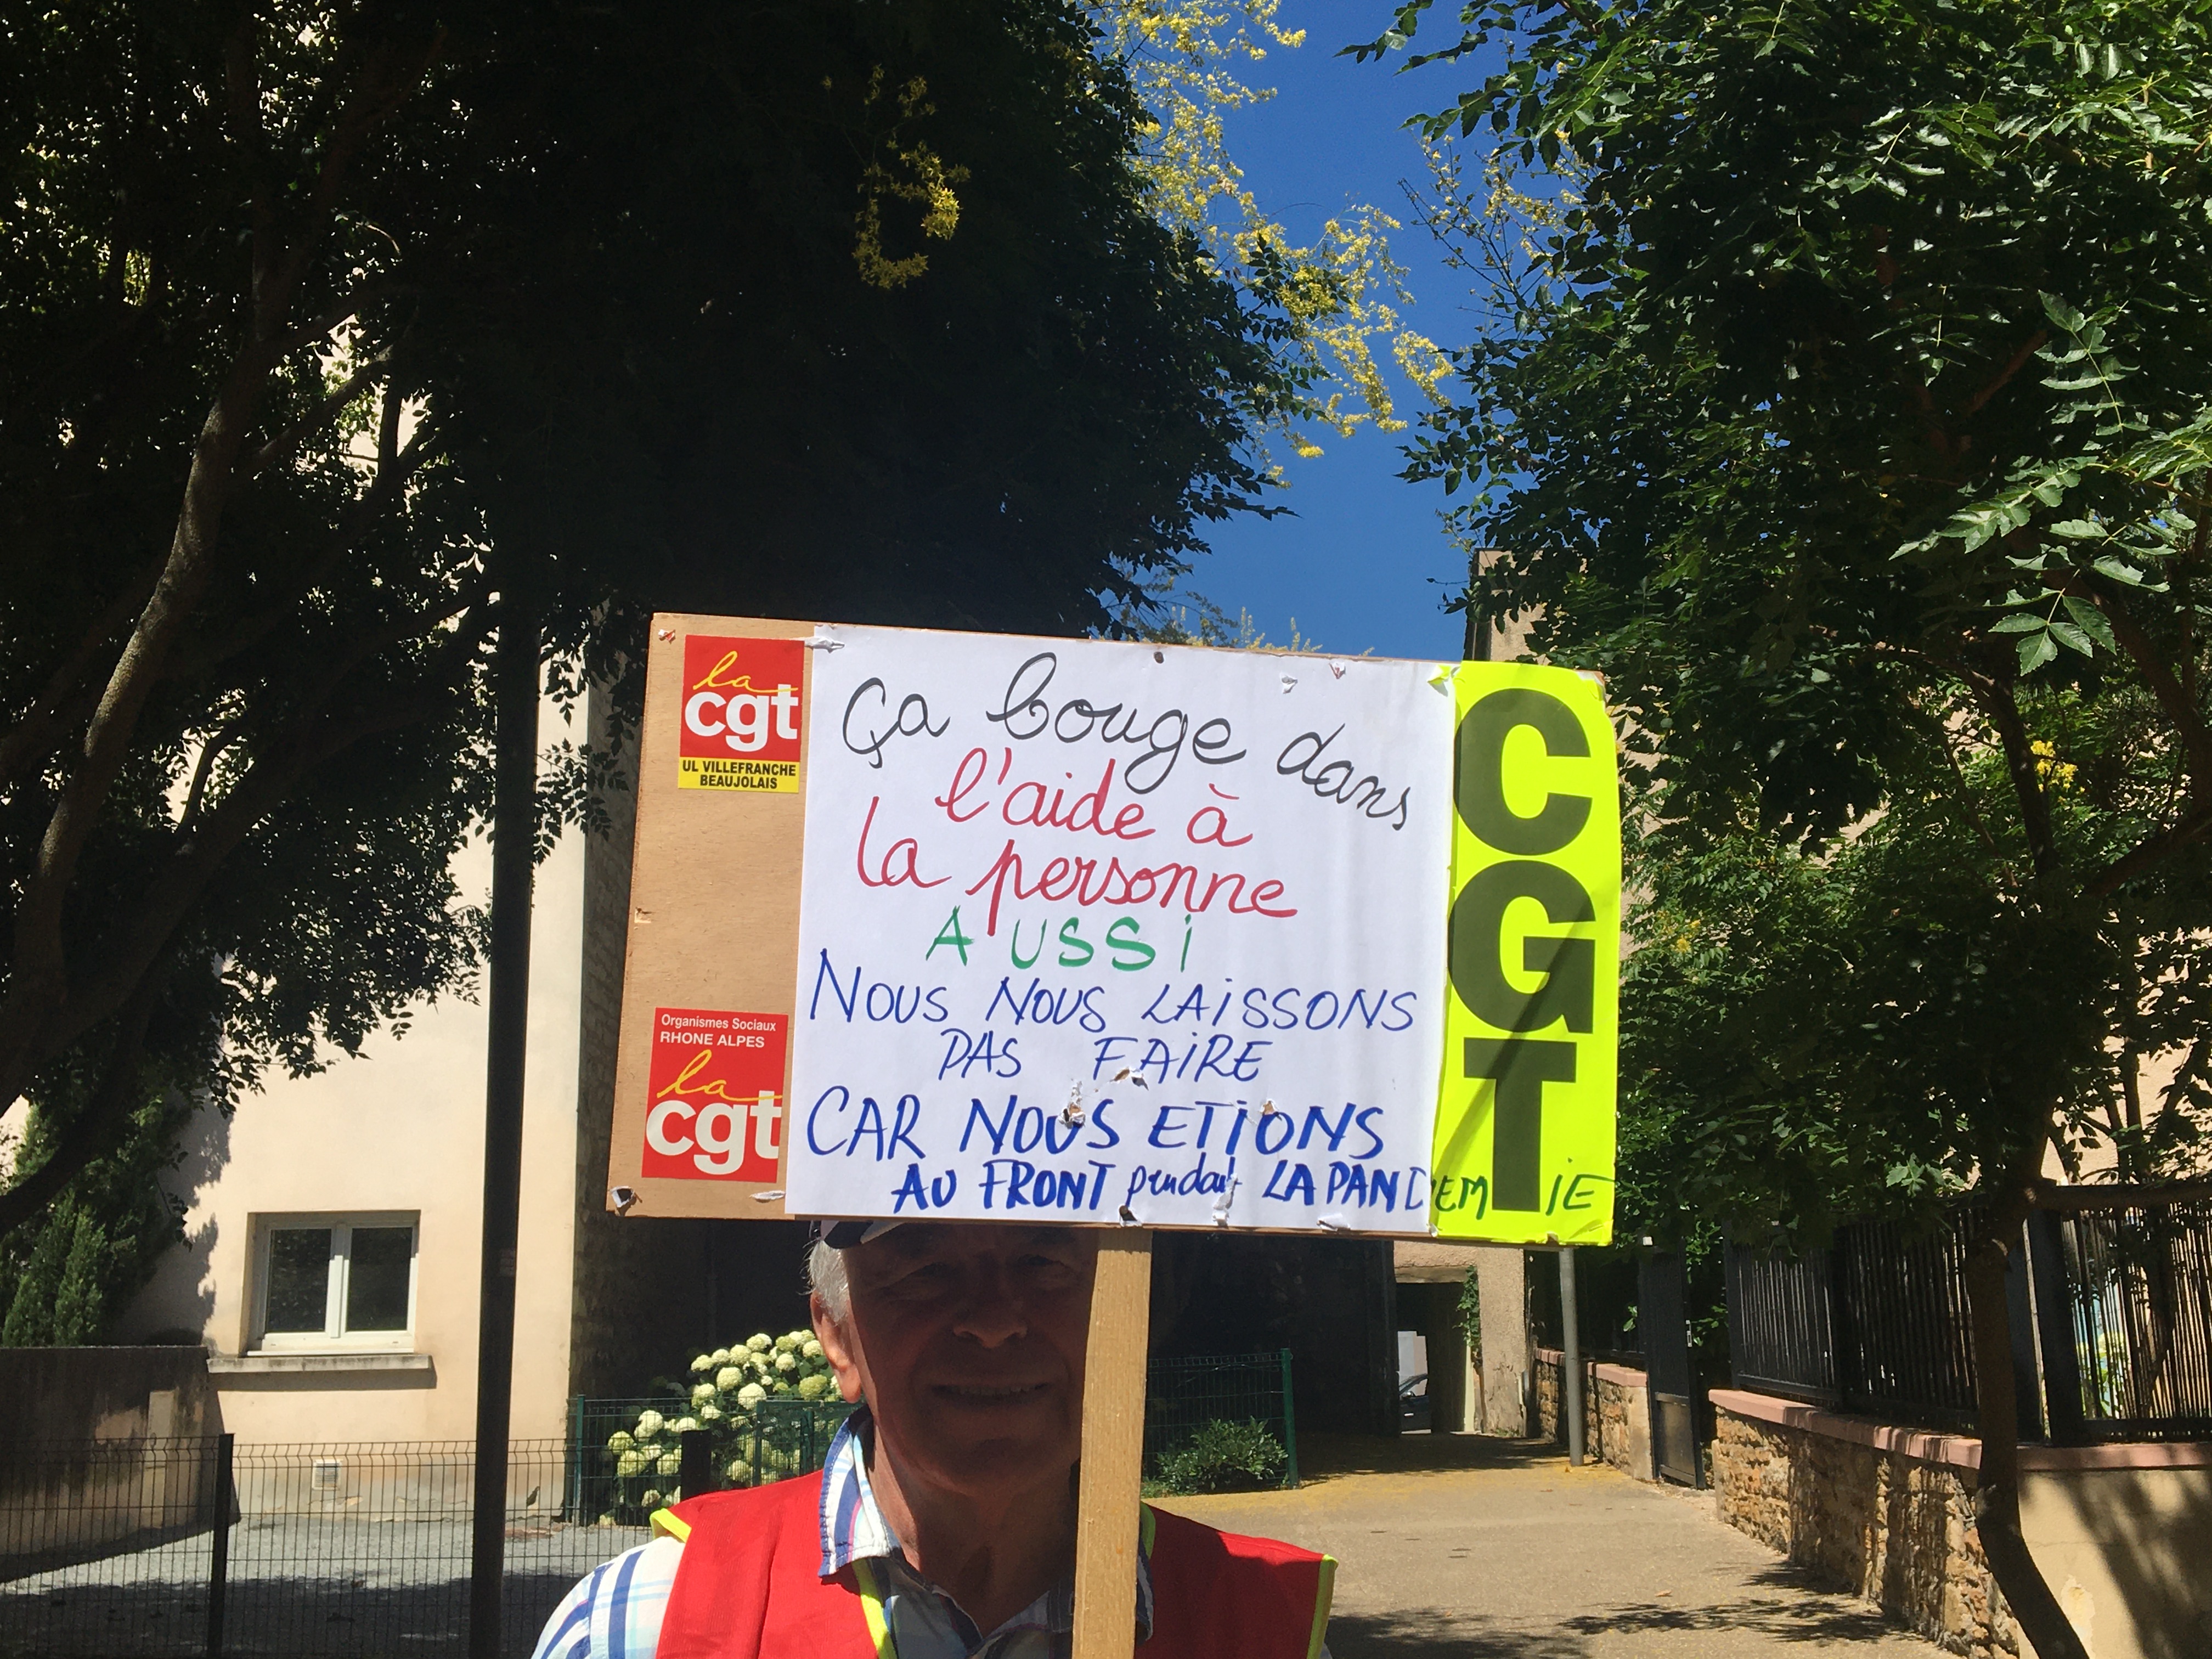 la
cgt
UL VILLEFRANCHE
BEAUJOLAIS
Organismes Sociaux
RHONE ALPES
la
cgt
Ça bouge dans
l'aide à
la personne
AUSSi
NOUS NOUS LAiSSONS
PAS FAiRE
CAR NOUS ETiONS
AU FRONT pendant LA PANDEMIE
CGT